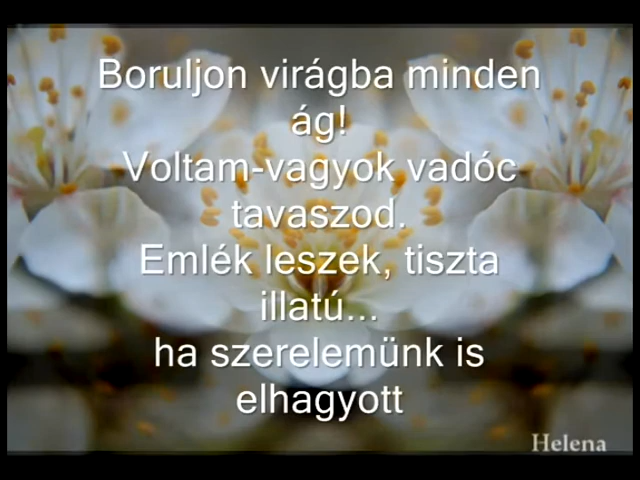 Boruljon virágba minden
ág!
Voltam-vagyok vadóc
tavaszod.
Emlék leszek, tiszta
illatú...
ha szerelemünk is
elhagyott
Helena